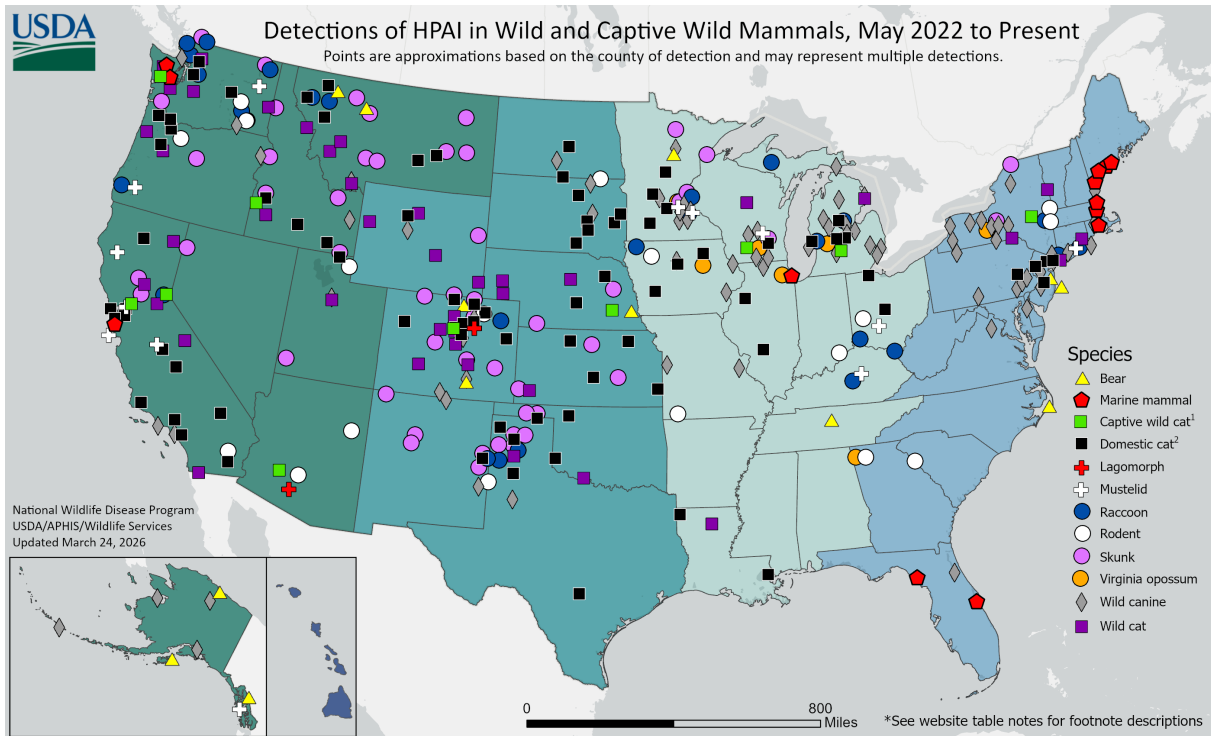 USDA
Detections of HPAI in Wild and Captive Wild Mammals, May 2022 to Present
Points are approximations based on the county of detection and may represent multiple detections.
Species
Bear
Marine mammal
Captive wild cat¹
Domestic cat²
Lagomorph
Mustelid
Raccoon
Rodent
Skunk
Virginia opossum
Wild canine
Wild cat
National Wildlife Disease Program
USDA/APHIS/Wildlife Services
Updated March 24, 2026
0 800
Miles
*See website table notes for footnote descriptions